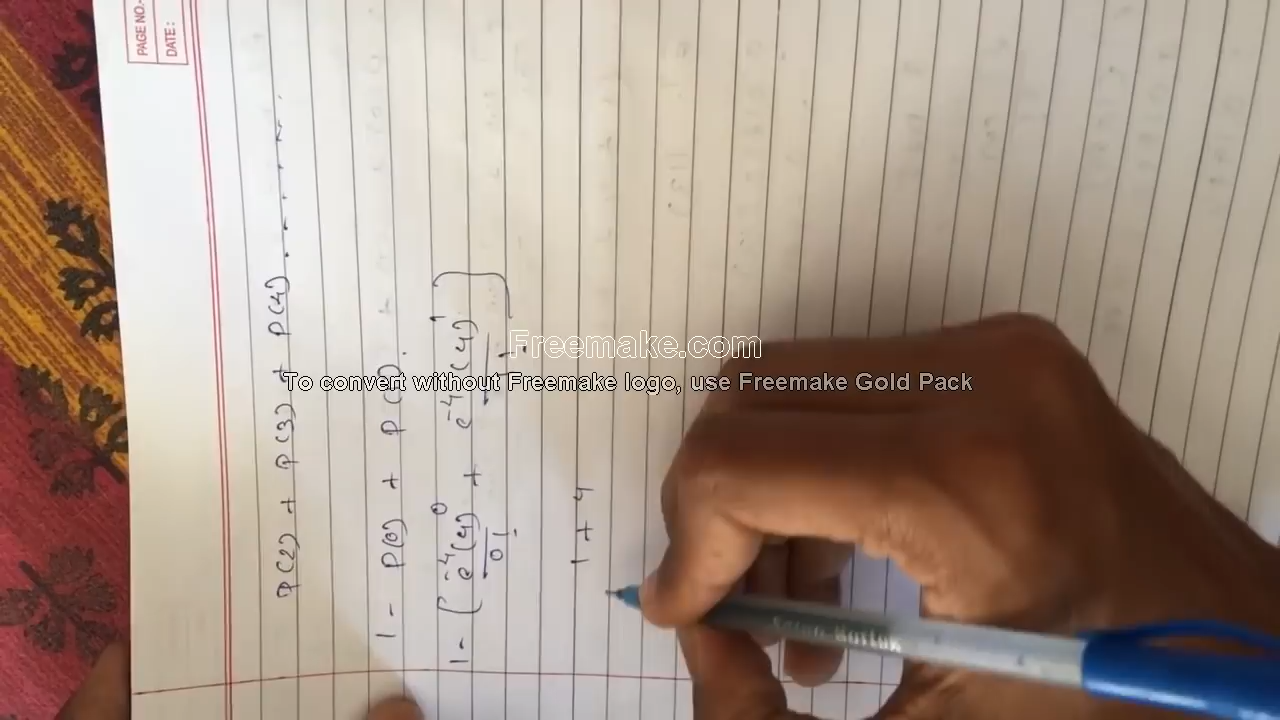 PAGE NO.
DATE:
P(2) + P(3) + P(4) . . . . . . .
1 - P(0) + P(1).
1 - [ e^-4 (4)^0 / 0! + e^-4 (4)^1 / 1! ]
1 + 4
Freemake.com
To convert without Freemake logo, use Freemake Gold Pack